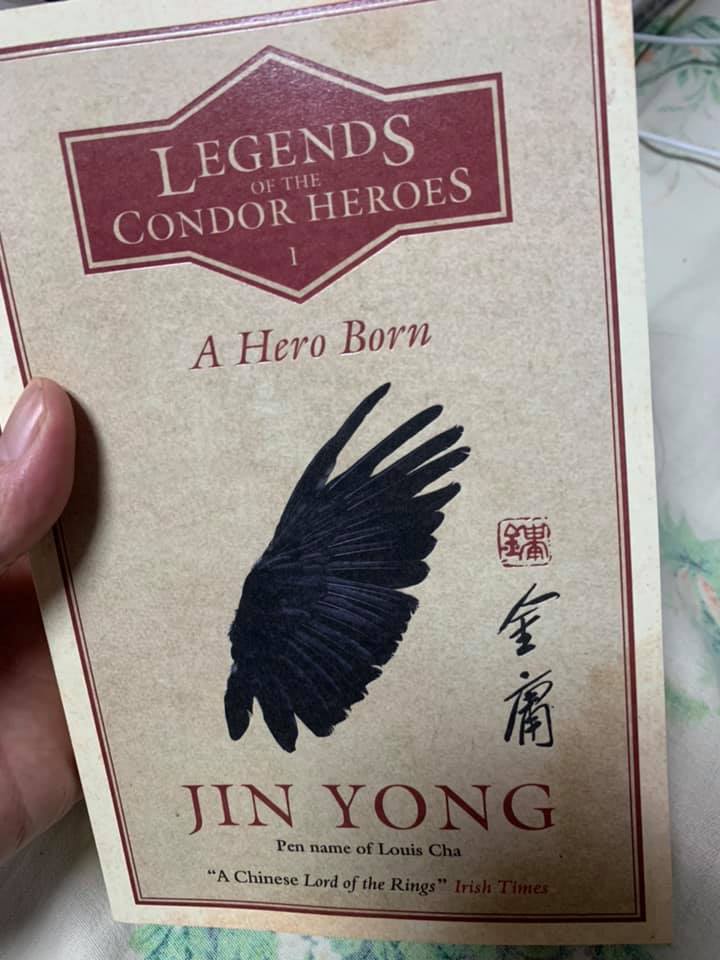 LEGENDS
OF THE
CONDOR HEROES
1
A Hero Born
金庸
JIN YONG
Pen name of Louis Cha
"A Chinese Lord of the Rings" Irish Times